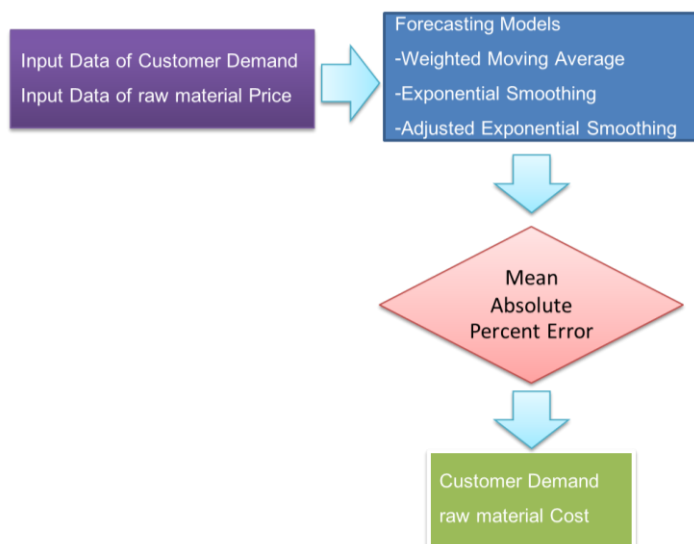 Input Data of Customer Demand
Input Data of raw material Price
Forecasting Models
-Weighted Moving Average
-Exponential Smoothing
-Adjusted Exponential Smoothing
Mean
Absolute
Percent Error
Customer Demand
raw material Cost